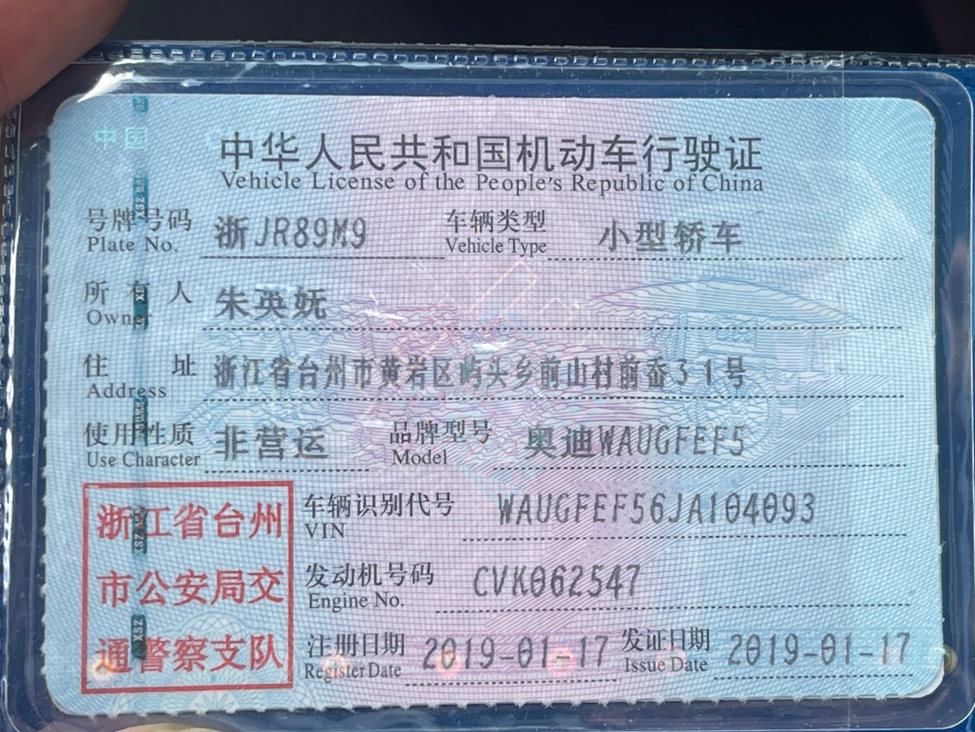 中国
中华人民共和国机动车行驶证
Vehicle License of the People's Republic of China
号牌号码 浙JR89M9 车辆类型 小型轿车
Plate No. Vehicle Type
所有人 朱英妩
Owner
住址 浙江省台州市黄岩区屿头乡前山村前岙31号
Address
使用性质 非营运 品牌型号 奥迪WAUGFEF5
Use Character Model
浙江省台州
市公安局交
通警察支队
车辆识别代号 WAUGFEF56JA104093
VIN
发动机号码 CVK062547
Engine No.
注册日期 2019-01-17 发证日期 2019-01-17
Register Date Issue Date